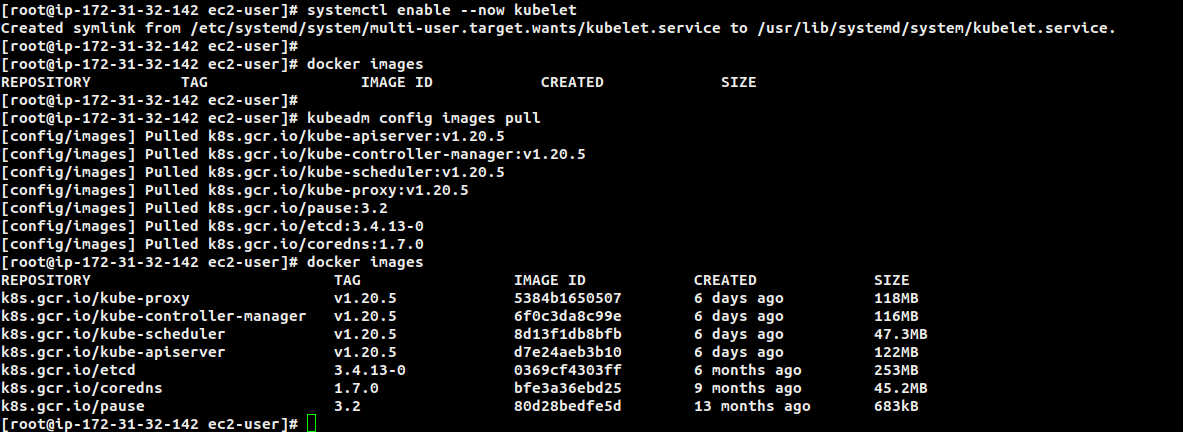 [root@ip-172-31-32-142 ec2-user]# systemctl enable --now kubelet
Created symlink from /etc/systemd/system/multi-user.target.wants/kubelet.service to /usr/lib/systemd/system/kubelet.service.
[root@ip-172-31-32-142 ec2-user]#
[root@ip-172-31-32-142 ec2-user]# docker images
REPOSITORY          TAG                 IMAGE ID            CREATED             SIZE
[root@ip-172-31-32-142 ec2-user]#
[root@ip-172-31-32-142 ec2-user]# kubeadm config images pull
[config/images] Pulled k8s.gcr.io/kube-apiserver:v1.20.5
[config/images] Pulled k8s.gcr.io/kube-controller-manager:v1.20.5
[config/images] Pulled k8s.gcr.io/kube-scheduler:v1.20.5
[config/images] Pulled k8s.gcr.io/kube-proxy:v1.20.5
[config/images] Pulled k8s.gcr.io/pause:3.2
[config/images] Pulled k8s.gcr.io/etcd:3.4.13-0
[config/images] Pulled k8s.gcr.io/coredns:1.7.0
[root@ip-172-31-32-142 ec2-user]# docker images
REPOSITORY                           TAG                 IMAGE ID            CREATED             SIZE
k8s.gcr.io/kube-proxy                v1.20.5             5384b1650507        6 days ago          118MB
k8s.gcr.io/kube-controller-manager   v1.20.5             6f0c3da8c99e        6 days ago          116MB
k8s.gcr.io/kube-scheduler            v1.20.5             8d13f1db8bfb        6 days ago          47.3MB
k8s.gcr.io/kube-apiserver            v1.20.5             d7e24aeb3b10        6 days ago          122MB
k8s.gcr.io/etcd                      3.4.13-0            0369cf4303ff        6 months ago        253MB
k8s.gcr.io/coredns                   1.7.0               bfe3a36ebd25        9 months ago        45.2MB
k8s.gcr.io/pause                     3.2                 80d28bedfe5d        13 months ago       683kB
[root@ip-172-31-32-142 ec2-user]#